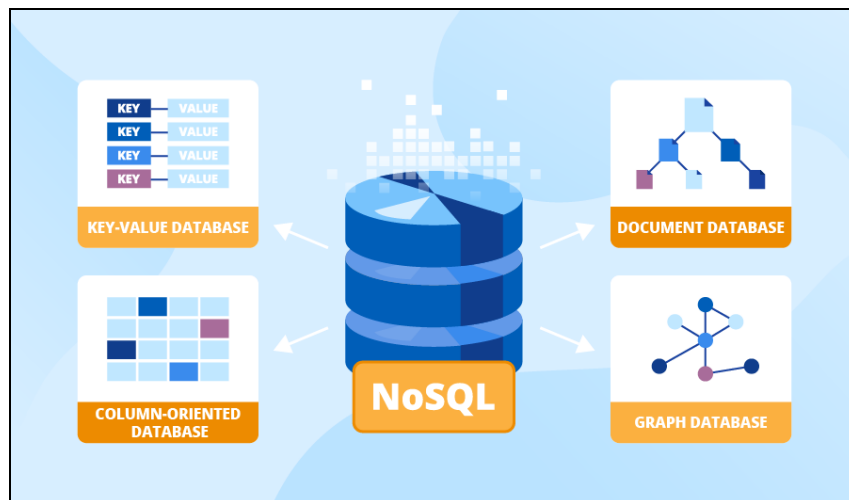 KEY VALUE
KEY VALUE
KEY VALUE
KEY VALUE
KEY-VALUE DATABASE
DOCUMENT DATABASE
COLUMN-ORIENTED
DATABASE
NoSQL
GRAPH DATABASE